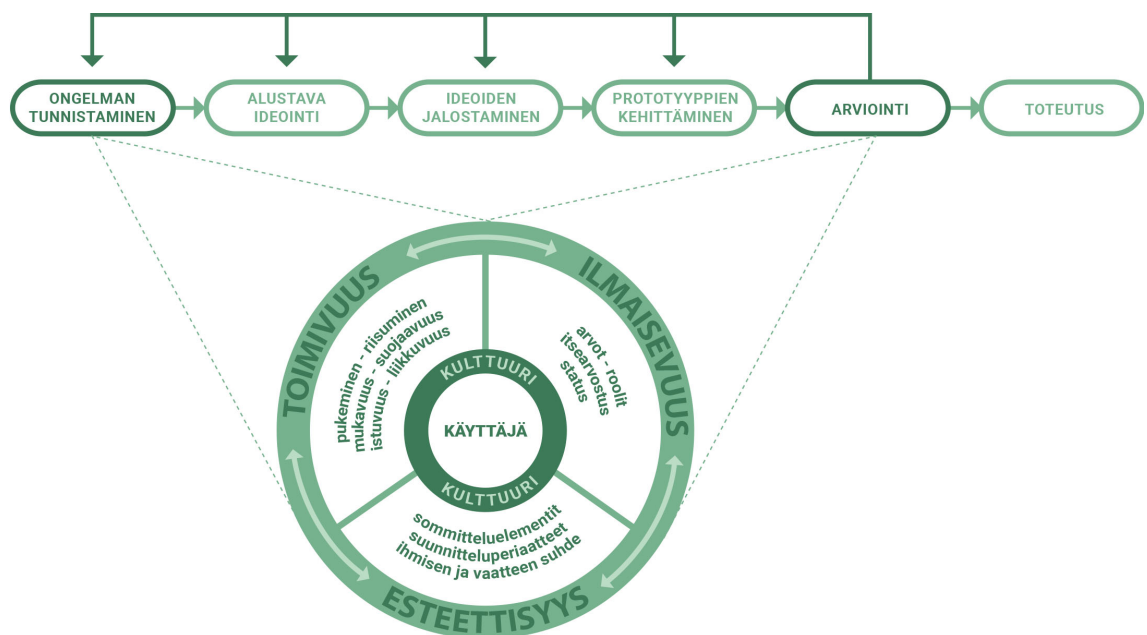 ONGELMAN
TUNNISTAMINEN
ALUSTAVA
IDEOINTI
IDEOIDEN
JALOSTAMINEN
PROTOTYYPPIEN
KEHITTÄMINEN
ARVIOINTI
TOTEUTUS
TOIMIVUUS
pukeminen - riisuminen
mukavuus - suojaavuus
istuvuus - liikkuvuus
ILMAISEVUUS
arvot - roolit
itsearvostus
status
KULTTUURI
KÄYTTÄJÄ
KULTTUURI
sommitteluelementit
suunnitteluperiaatteet
ihmisen ja vaatteen suhde
ESTEETTISYYS